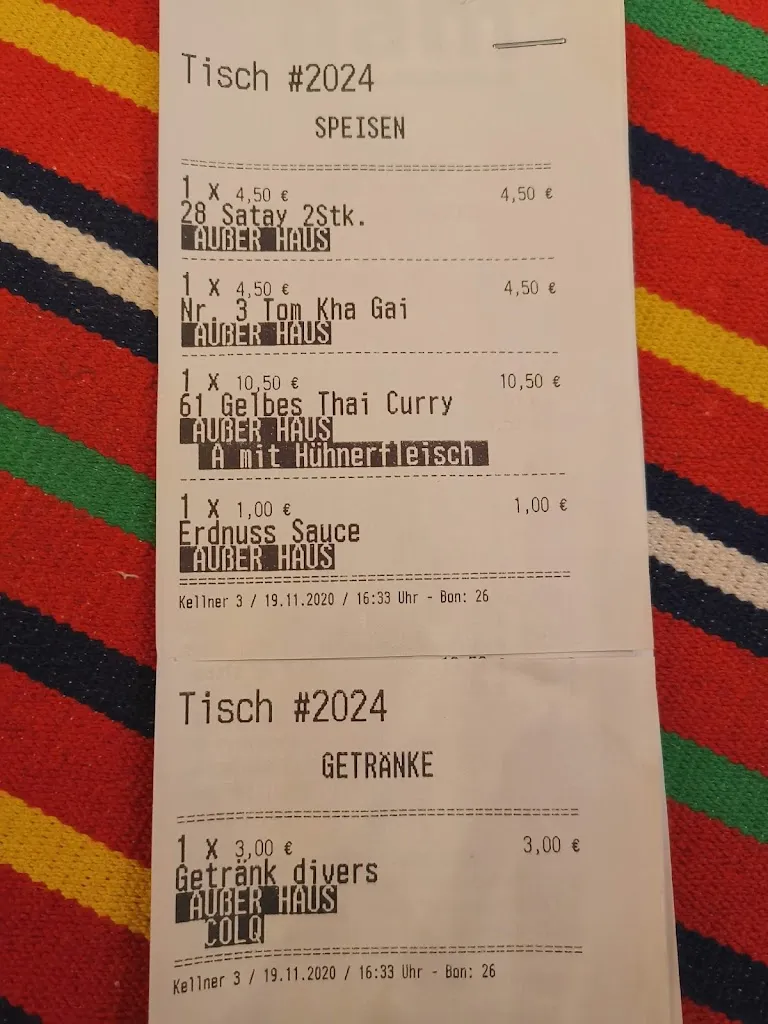 Tisch #2024
SPEISEN
1 x 4,50 € 4,50 €
28 Satay 2Stk.
AUßER HAUS
1 x 4,50 € 4,50 €
Nr. 3 Tom Kha Gai
AUßER HAUS
1 x 10,50 € 10,50 €
61 Gelbes Thai Curry
AUßER HAUS
A mit Hühnerfleisch
1 x 1,00 € 1,00 €
Erdnuss Sauce
AUßER HAUS
Kellner 3 / 19.11.2020 / 16:33 Uhr - Bon: 26
Tisch #2024
GETRÄNKE
1 x 3,00 € 3,00 €
Getränk divers
AUßER HAUS
COLQ
Kellner 3 / 19.11.2020 / 16:33 Uhr - Bon: 26